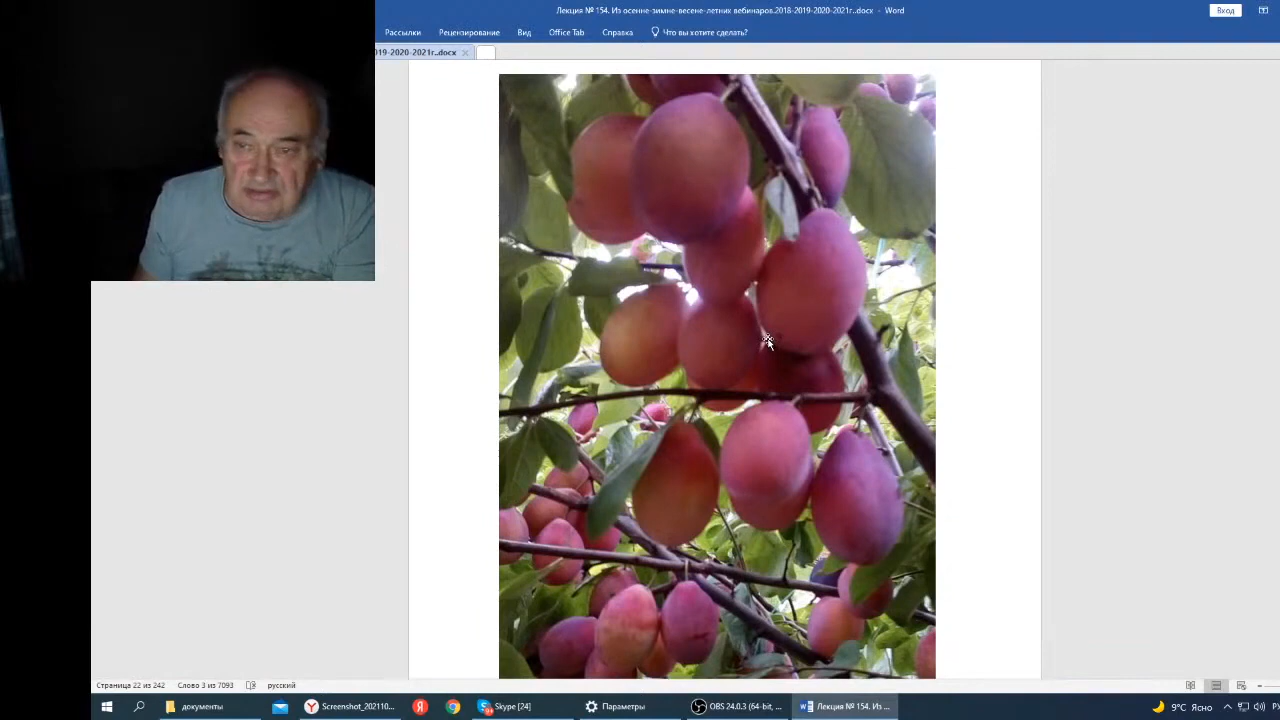 Лекция № 154. Из осенне-зимне-весене-летних вебинаров.2018-2019-2020-2021г..docx - Word
Вход
Рассылки Рецензирование Вид Office Tab Справка Что вы хотите сделать?
019-2020-2021г..docx
Страница 22 из 242 Слово 3 из 7093 русский
документы Screenshot_202110... Skype [24] Параметры OBS 24.0.3 (64-bit, ... Лекция № 154. Из ... 9°C Ясно